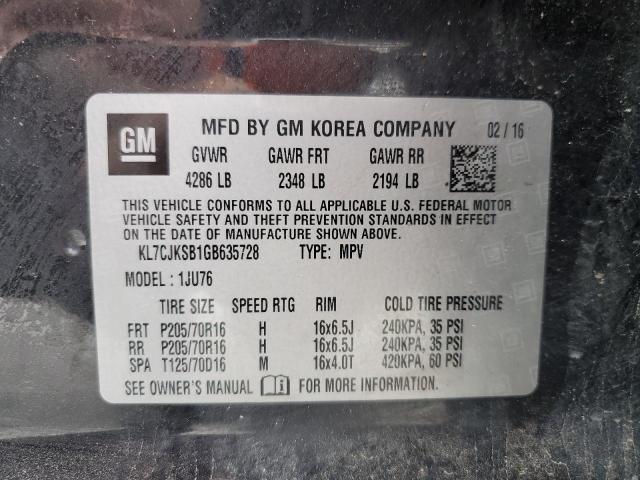 GM MFD BY GM KOREA COMPANY 02 / 16
GVWR GAWR FRT GAWR RR
4286 LB 2348 LB 2194 LB
THIS VEHICLE CONFORMS TO ALL APPLICABLE U.S. FEDERAL MOTOR
VEHICLE SAFETY AND THEFT PREVENTION STANDARDS IN EFFECT
ON THE DATE OF MANUFACTURE SHOWN ABOVE.
KL7CJKSB1GB635728 TYPE: MPV
MODEL : 1JU76
TIRE SIZE SPEED RTG RIM COLD TIRE PRESSURE
FRT P205/70R16 H 16x6.5J 240KPA, 35 PSI
RR P205/70R16 H 16x6.5J 240KPA, 35 PSI
SPA T125/70D16 M 16x4.0T 420KPA, 60 PSI
SEE OWNER'S MANUAL FOR MORE INFORMATION.